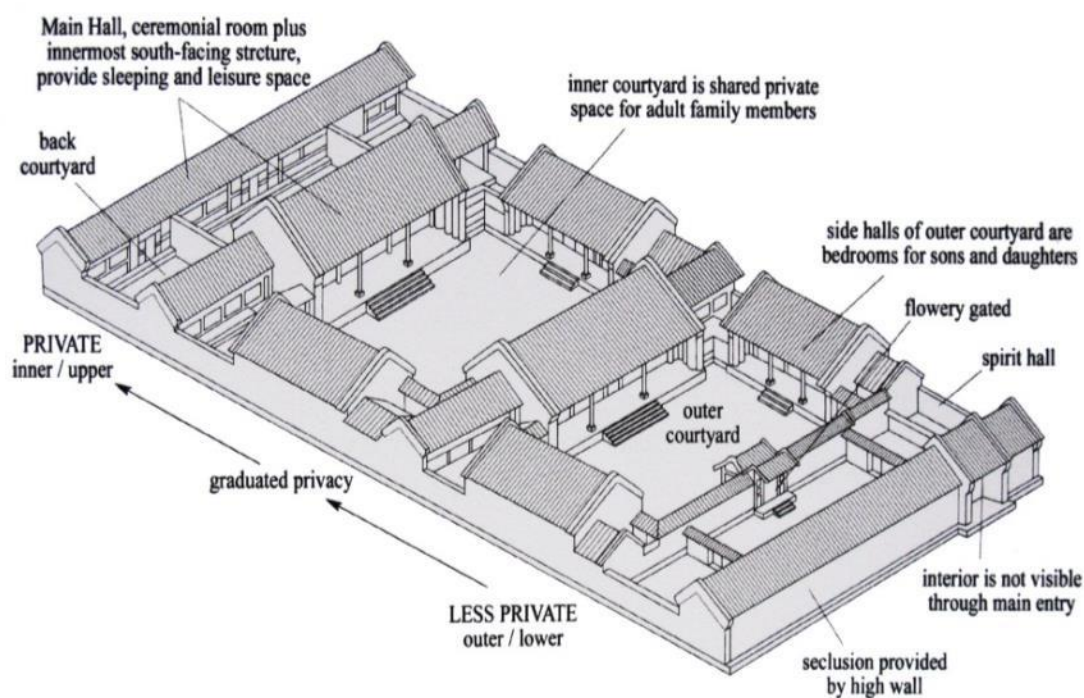 Main Hall, ceremonial room plus
innermost south-facing strcture,
provide sleeping and leisure space
inner courtyard is shared private
space for adult family members
back
courtyard
side halls of outer courtyard are
bedrooms for sons and daughters
flowery gated
spirit hall
PRIVATE
inner / upper
outer
courtyard
graduated privacy
interior is not visible
through main entry
LESS PRIVATE
outer / lower
seclusion provided
by high wall